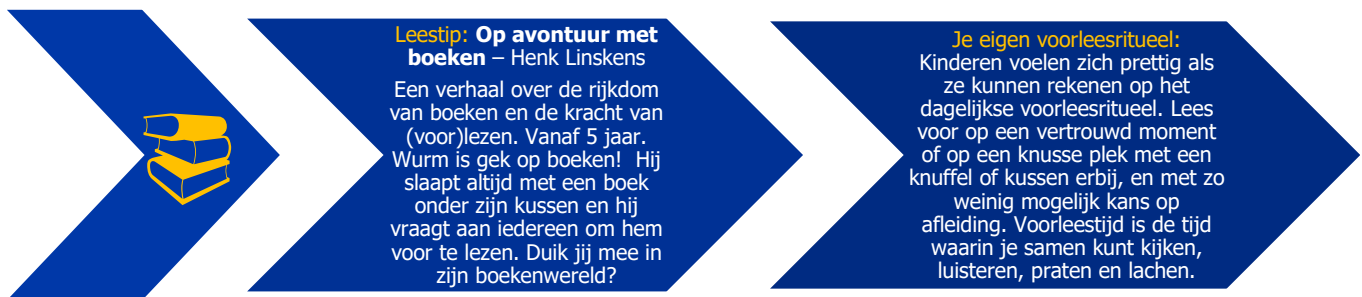 Leestip: Op avontuur met
boeken – Henk Linskens
Een verhaal over de rijkdom
van boeken en de kracht van
(voor)lezen. Vanaf 5 jaar.
Wurm is gek op boeken!  Hij
slaapt altijd met een boek
onder zijn kussen en hij
vraagt aan iedereen om hem
voor te lezen. Duik jij mee in
zijn boekenwereld?
Je eigen voorleesritueel:
Kinderen voelen zich prettig als
ze kunnen rekenen op het
dagelijkse voorleesritueel. Lees
voor op een vertrouwd moment
of op een knusse plek met een
knuffel of kussen erbij, en met zo
weinig mogelijk kans op
afleiding. Voorleestijd is de tijd
waarin je samen kunt kijken,
luisteren, praten en lachen.